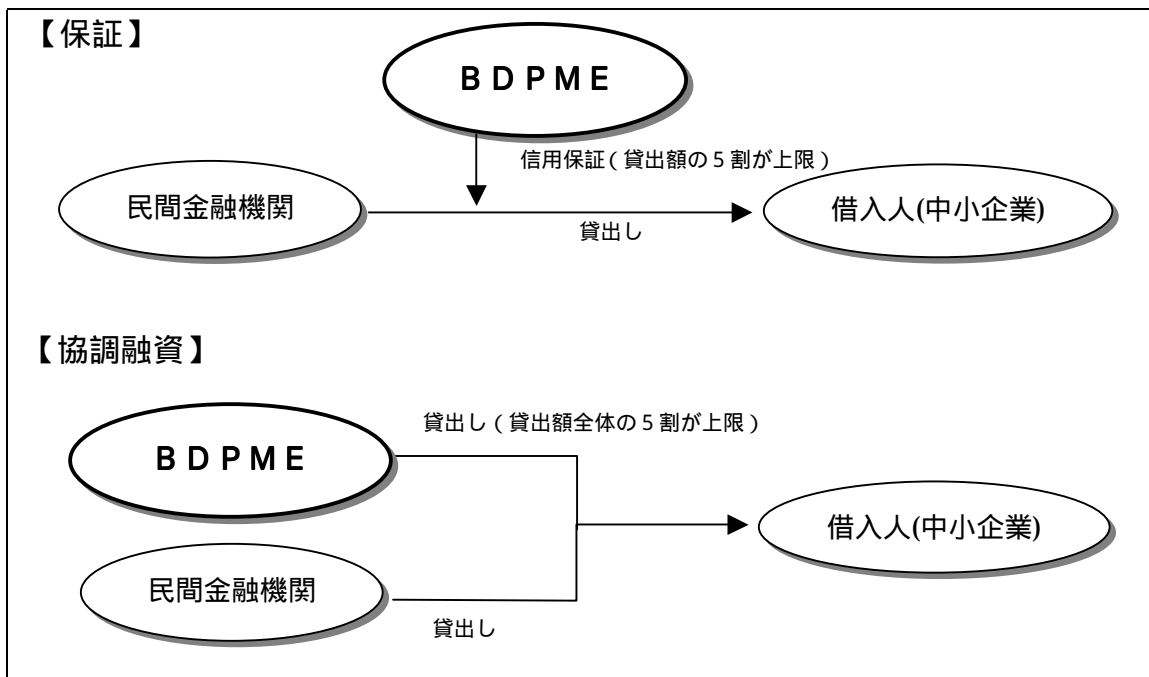 【保証】
ＢＤＰＭＥ
信用保証（貸出額の５割が上限）
民間金融機関
借入人(中小企業)
貸出し
【協調融資】
貸出し（貸出額全体の５割が上限）
ＢＤＰＭＥ
借入人(中小企業)
民間金融機関
貸出し